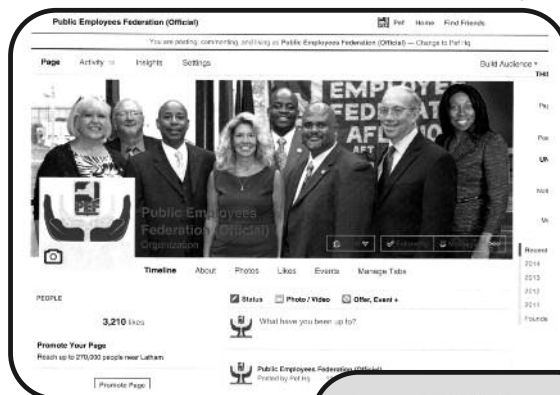 Public Employees Federation (Official)
Pef Home Find Friends
You are posting, commenting, and liking as Public Employees Federation (Official) — Change to Pef Hq
Page Activity Insights Settings Build Audience
EMPLOYEE
AFT
Public Employees
Federation (Official)
Organization
Timeline About Photos Likes Events Manage Tabs
Recent
2014
2013
2012
2011
PEOPLE
3,210 likes
Promote Your Page
Reach up to 270,000 people near Latham
Promote Page
Status Photo / Video Offer, Event +
What have you been up to?
Public Employees Federation (Official)
Posted by Pef Hq